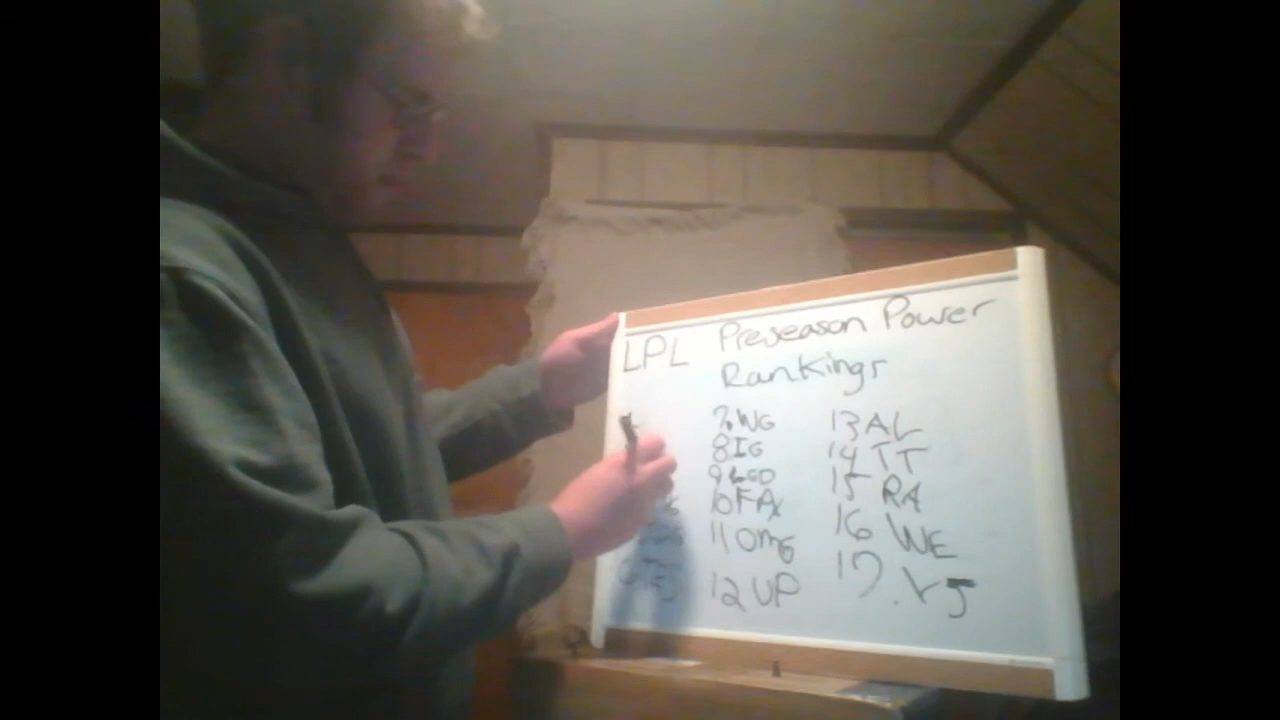 LPL Preseason Power
Rankings
7. WG
8 IG
9 LGD
10 FPX
11 OMG
12 UP
13 AL
14 TT
15 RA
16 WE
17. V5